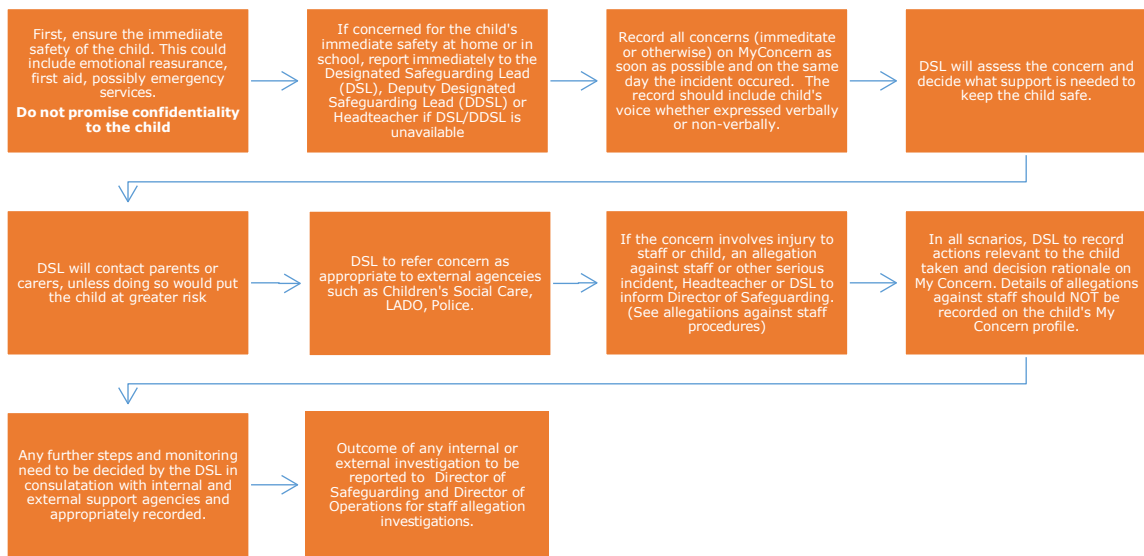 First, ensure the immediiate
safety of the child. This could
include emotional reasurance,
first aid, possibly emergency
services.
Do not promise confidentiality
to the child
If concerned for the child's
immediate safety at home or in
school, report immediately to the
Designated Safeguarding Lead
(DSL), Deputy Designated
Safeguarding Lead (DDSL) or
Headteacher if DSL/DDSL is
unavailable
Record all concerns (immeditate
or otherwise) on MyConcern as
soon as possible and on the same
day the incident occured.  The
record should include child's
voice whether expressed verbally
or non-verbally.
DSL will assess the concern and
decide what support is needed to
keep the child safe.
DSL will contact parents or
carers, unless doing so would put
the child at greater risk
DSL to refer concern as
appropriate to external agenceies
such as Children's Social Care,
LADO, Police.
If the concern involves injury to
staff or child, an allegation
against staff or other serious
incident, Headteacher or DSL to
inform Director of Safeguarding.
(See allegatiions against staff
procedures)
In all scnarios, DSL to record
actions relevant to the child
taken and decision rationale on
My Concern. Details of allegations
against staff should NOT be
recorded on the child's My
Concern profile.
Any further steps and monitoring
need to be decided by the DSL in
consulatation with internal and
external support agencies and
appropriately recorded.
Outcome of any internal or
external investigation to be
reported to  Director of
Safeguarding and Director of
Operations for staff allegation
investigations.